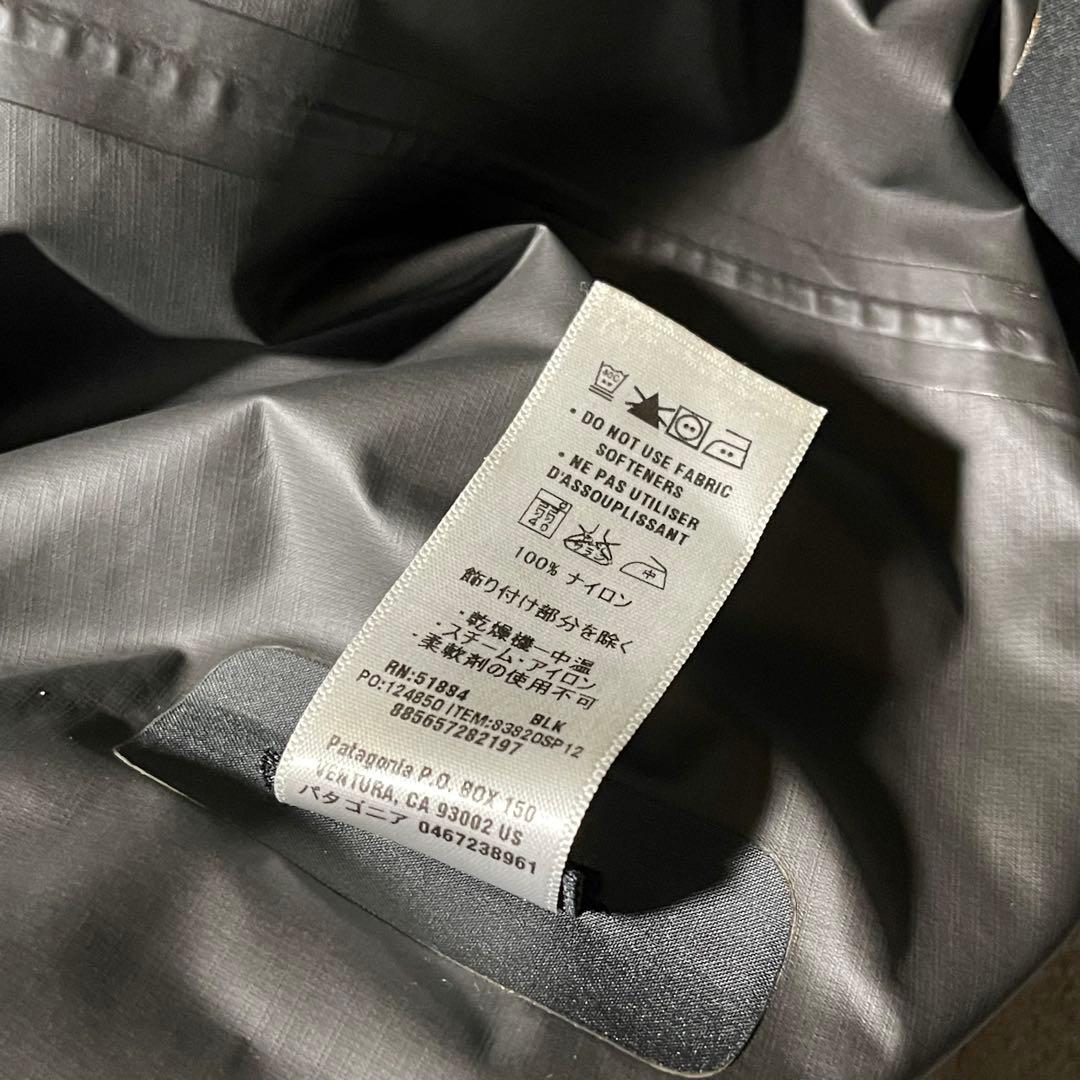 40C
• DO NOT USE FABRIC
SOFTENERS
• NE PAS UTILISER
D'ASSOUPLISSANT
40 中
100% ナイロン
飾り付け部分を除く
・乾燥機一中温
・スチーム・アイロン
・柔軟剤の使用不可
RN:51884 BLK
PO:124850 ITEM:83820SP12
885657282197
Patagonia P.O. BOX 150
VENTURA, CA 93002 US
パタゴニア 0467238961